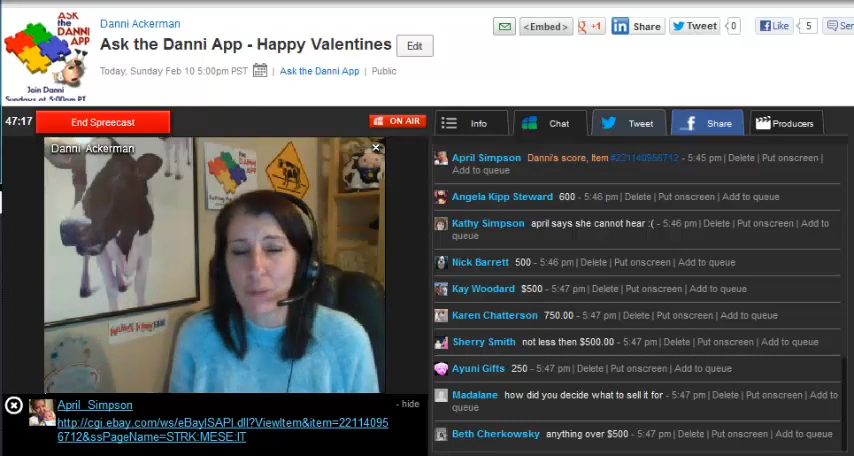 ASK
the
DANNI
APP
Join Danni
Sundays at 5:00pm PT
Danni Ackerman
Ask the Danni App - Happy Valentines
Edit
<Embed>
+1
Share
Tweet
0
Like
5
Today, Sunday Feb 10 5:00pm PST | Ask the Danni App | Public
47:17
End Spreecast
ON AIR
Info
Chat
Tweet
Share
Producers
Danni Ackerman
April Simpson Danni's score, Item #221140956712 - 5:45 pm | Delete | Put onscreen |
Add to queue
Angela Kipp Steward 600 - 5:46 pm | Delete | Put onscreen | Add to queue
Kathy Simpson april says she cannot hear :( - 5:46 pm | Delete | Put onscreen | Add to
queue
Nick Barrett 500 - 5:46 pm | Delete | Put onscreen | Add to queue
Kay Woodard $500 - 5:47 pm | Delete | Put onscreen | Add to queue
Karen Chatterson 750.00 - 5:47 pm | Delete | Put onscreen | Add to queue
Sherry Smith not less then $500.00 - 5:47 pm | Delete | Put onscreen | Add to queue
Ayuni Gifts 250 - 5:47 pm | Delete | Put onscreen | Add to queue
Madalane how did you decide what to sell it for - 5:47 pm | Delete | Put onscreen | Add to
queue
Beth Cherkowsky anything over $500 - 5:47 pm | Delete | Put onscreen | Add to queue
April Simpson
- hide
http://cgi.ebay.com/ws/eBayISAPI.dll?ViewItem&item=22114095
6712&ssPageName=STRK:MESE:IT